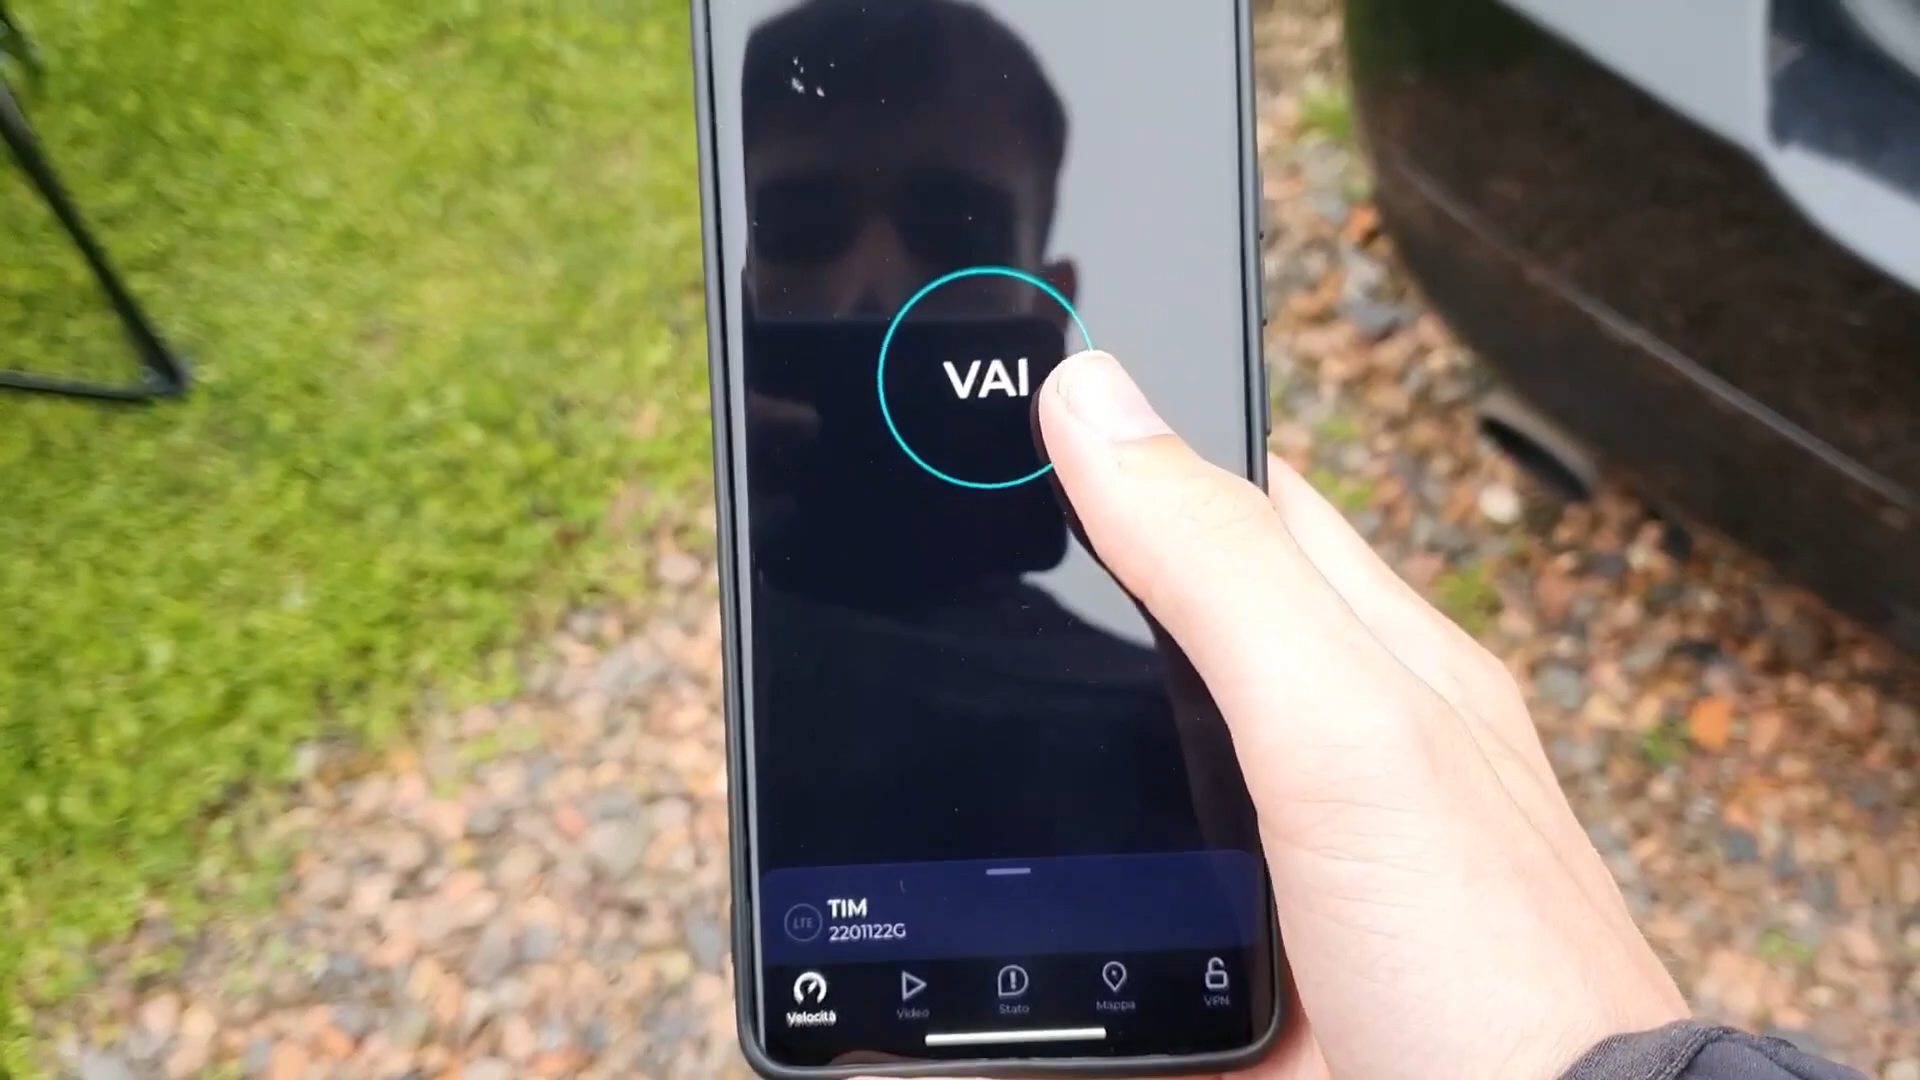 VAI
LTE
TIM
2201122G
Velocità
Video
Stato
Mappa
VPN